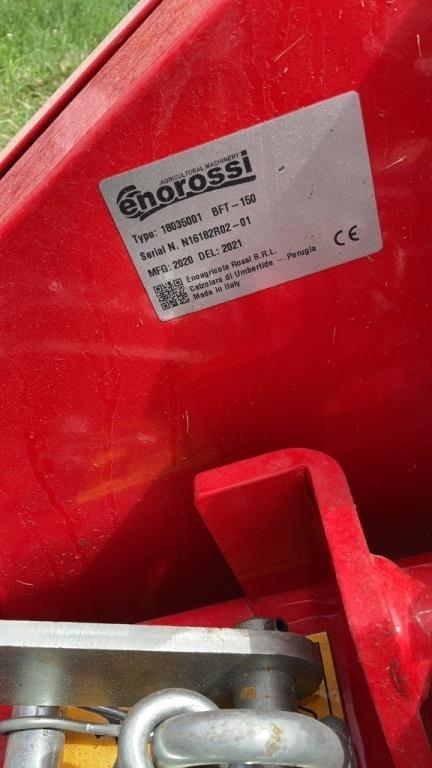 AGRICULTURAL MACHINERY
enorossi
Type: 18035001 BFT-150
Serial N. N16182R02-01
MFG: 2020 DEL: 2021
Enoagricola Rossi S.R.L.
Calzolaro di Umbertide - Perugia
Made in Italy
CE